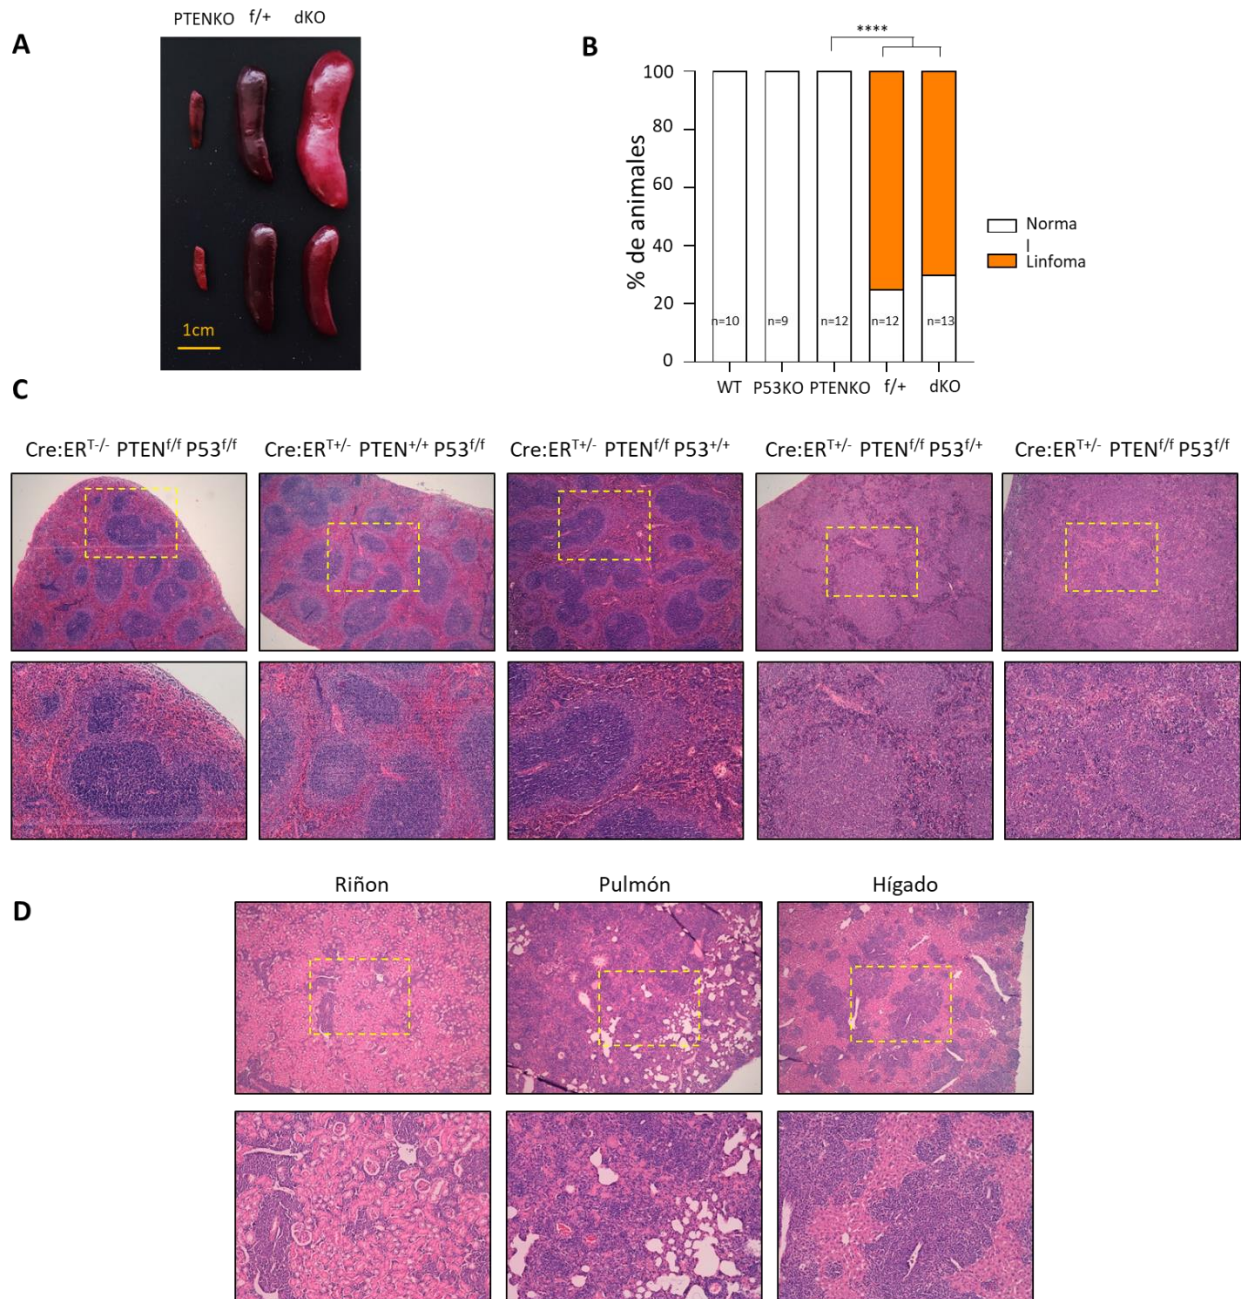 PTENKO f/+ dKO
A
1cm
B
****
% de animales
100
80
60
40
20
0
n=10 n=9 n=12 n=12 n=13
WT P53KO PTENKO f/+ dKO
Norma
l
Linfoma
C
Cre:ER^T-/- PTEN^f/f P53^f/f
Cre:ER^T+/- PTEN^+/+ P53^f/f
Cre:ER^T+/- PTEN^f/f P53^+/+
Cre:ER^T+/- PTEN^f/f P53^f/+
Cre:ER^T+/- PTEN^f/f P53^f/f
D
Riñon Pulmón Hígado